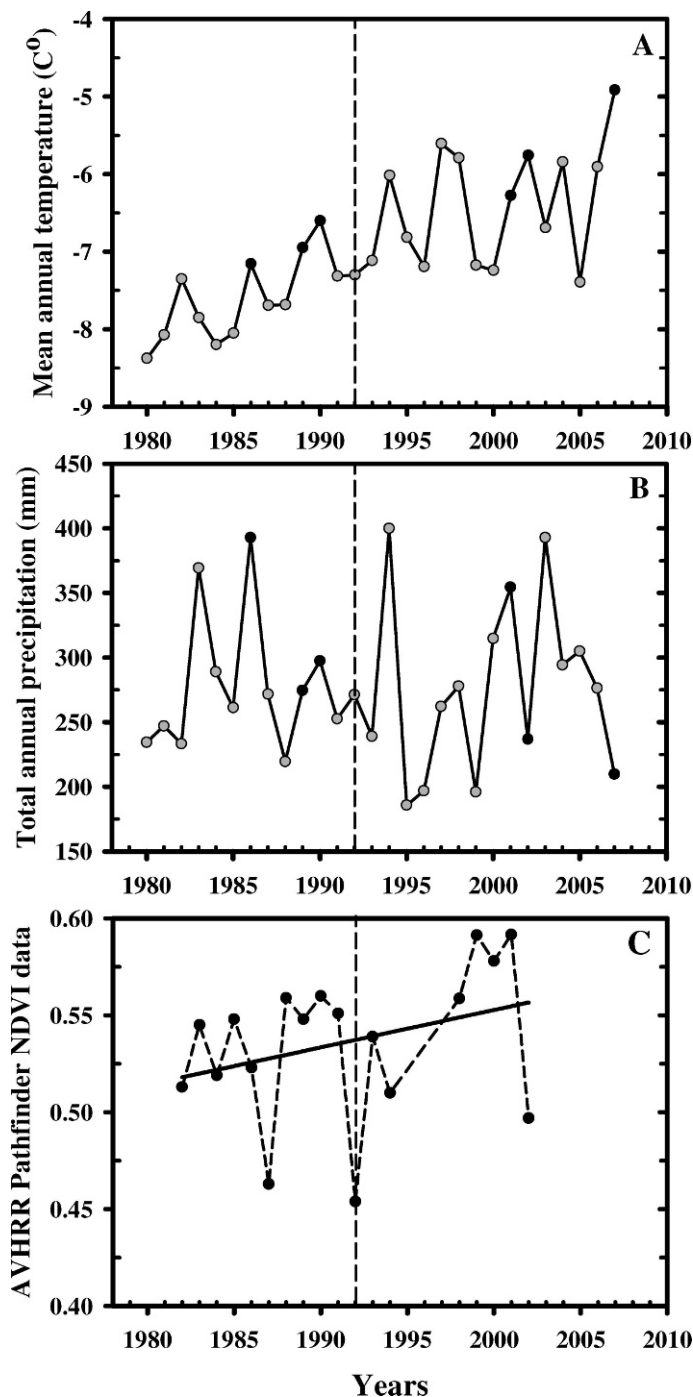 A
Mean annual temperature (C⁰)
-4
-5
-6
-7
-8
-9
1980 1985 1990 1995 2000 2005 2010
B
Total annual precipitation (mm)
450
400
350
300
250
200
150
1980 1985 1990 1995 2000 2005 2010
C
AVHRR Pathfinder NDVI data
0.60
0.55
0.50
0.45
0.40
1980 1985 1990 1995 2000 2005 2010
Years